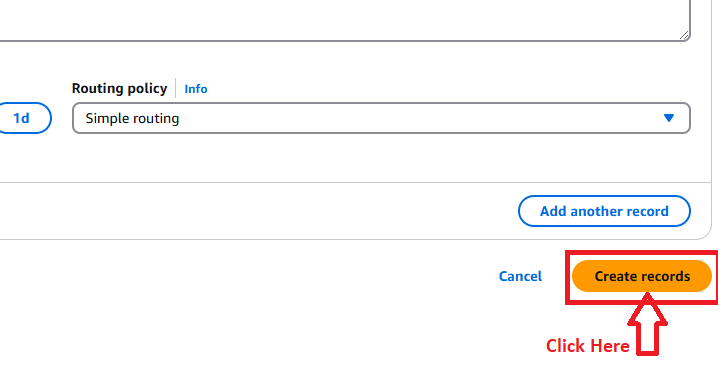 Routing policy Info
1d
Simple routing
Add another record
Cancel
Create records
Click Here